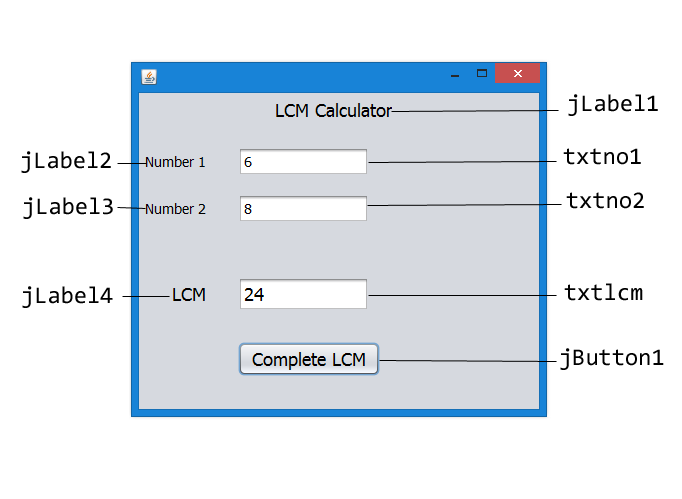 LCM Calculator
jLabel1
jLabel2
Number 1
6
txtno1
jLabel3
Number 2
8
txtno2
jLabel4
LCM
24
txtlcm
Complete LCM
jButton1